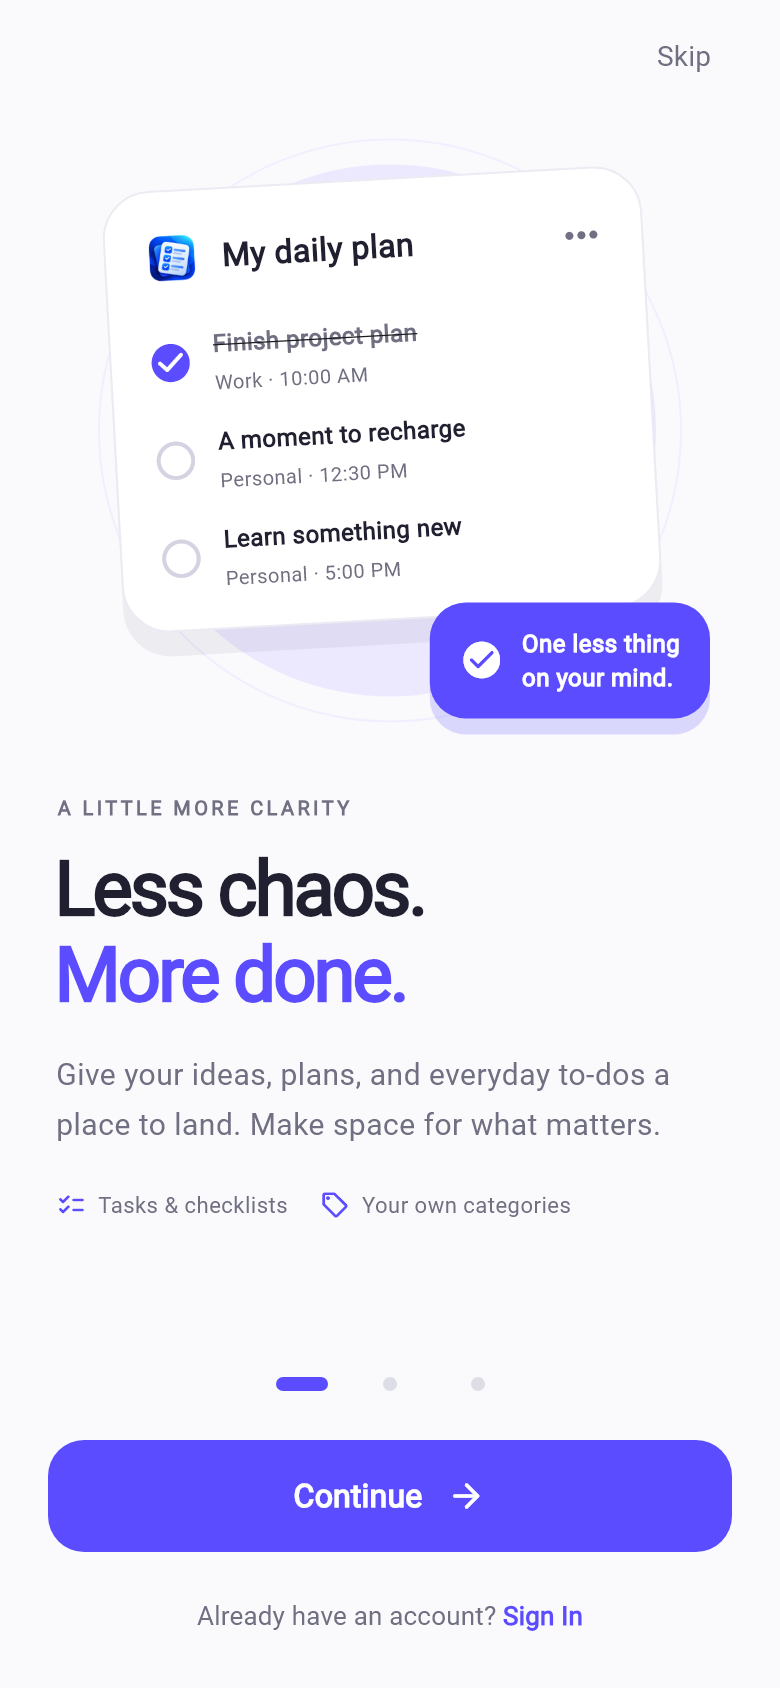 Skip
My daily plan
Finish project plan
Work · 10:00 AM
A moment to recharge
Personal · 12:30 PM
Learn something new
Personal · 5:00 PM
One less thing
on your mind.
A LITTLE MORE CLARITY
Less chaos.
More done.
Give your ideas, plans, and everyday to-dos a
place to land. Make space for what matters.
Tasks & checklists
Your own categories
Continue
Already have an account? Sign In